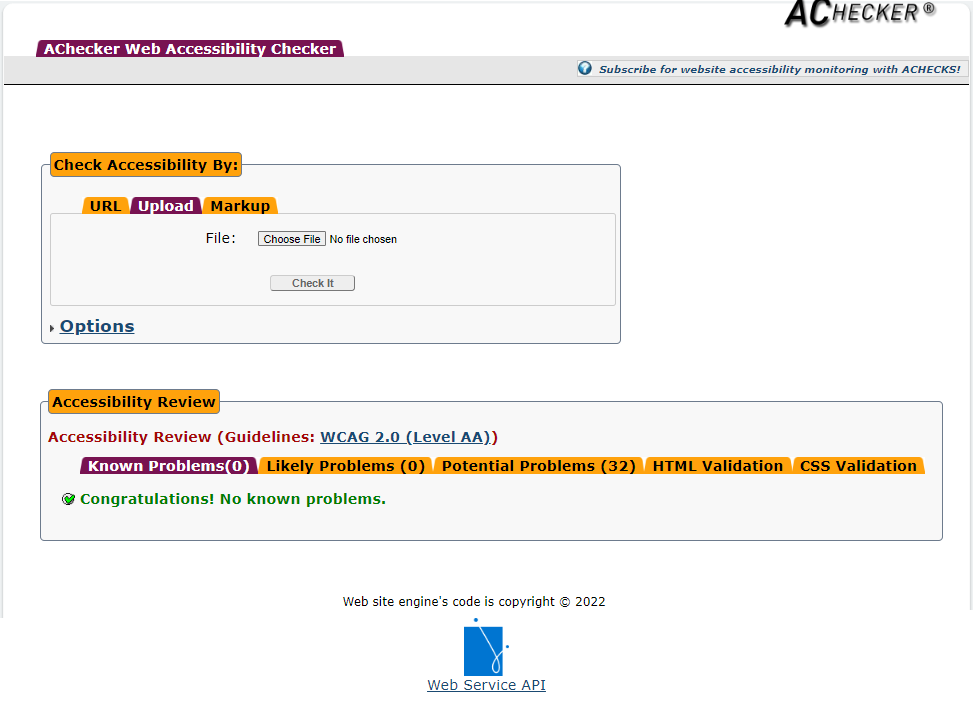 ACHECKER ®
AChecker Web Accessibility Checker
Subscribe for website accessibility monitoring with ACHECKS!
Check Accessibility By:
URL Upload Markup
File: Choose File No file chosen
Check It
Options
Accessibility Review
Accessibility Review (Guidelines: WCAG 2.0 (Level AA))
Known Problems(0) Likely Problems (0) Potential Problems (32) HTML Validation CSS Validation
Congratulations! No known problems.
Web site engine's code is copyright © 2022
Web Service API